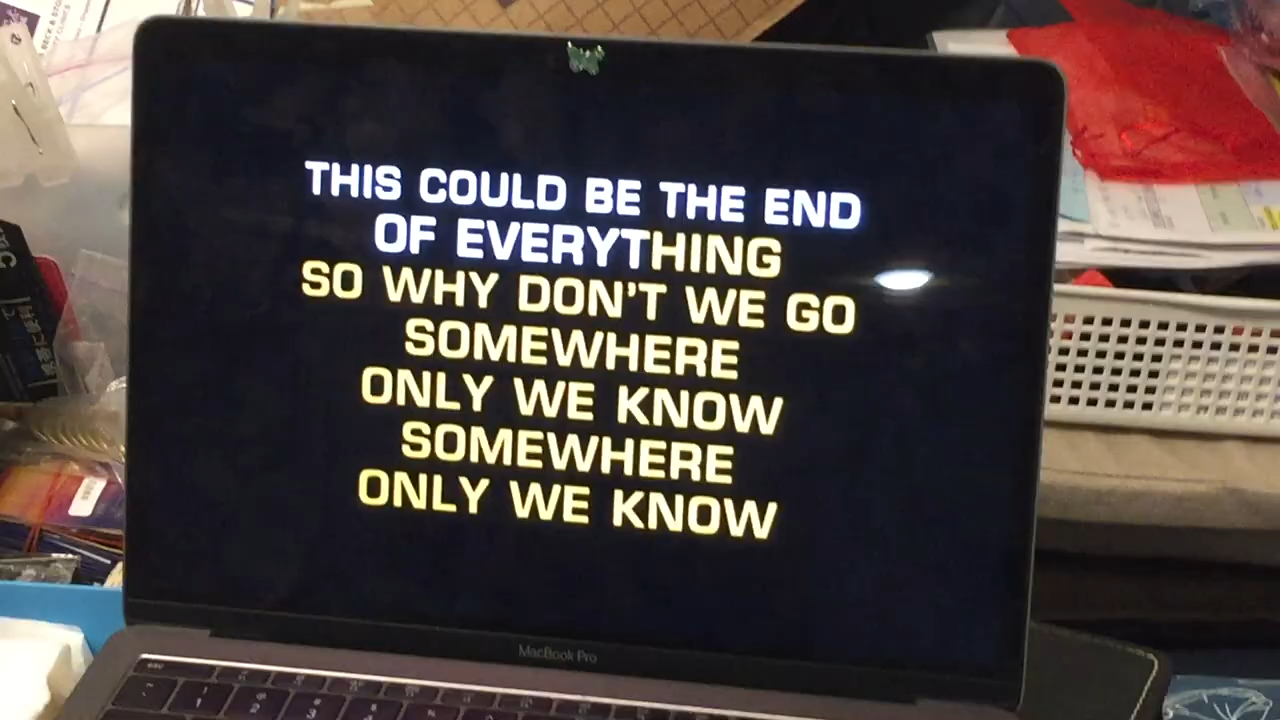 THIS COULD BE THE END
OF EVERYTHING
SO WHY DON'T WE GO
SOMEWHERE
ONLY WE KNOW
SOMEWHERE
ONLY WE KNOW
MacBook Pro
esc